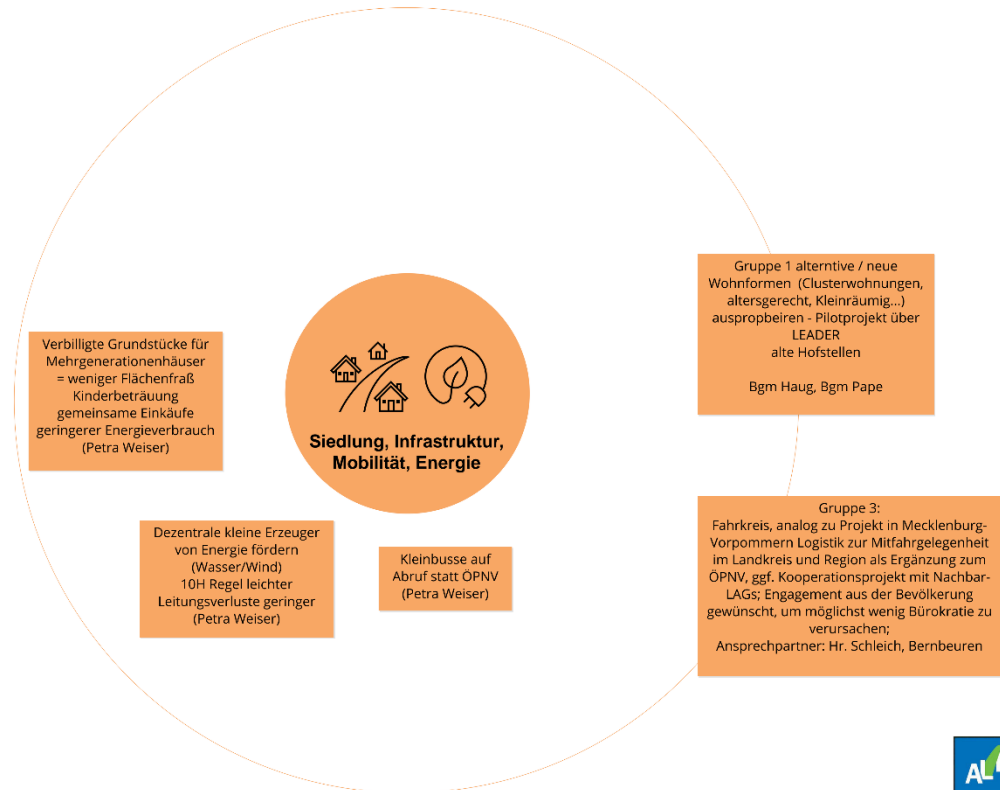 Gruppe 1 alterntive / neue
Wohnformen  (Clusterwohnungen,
altersgerecht, Kleinräumig...)
auspropbeiren - Pilotprojekt über
LEADER
alte Hofstellen
Bgm Haug, Bgm Pape
Verbilligte Grundstücke für
Mehrgenerationenhäuser
= weniger Flächenfraß
Kinderbeträuung
gemeinsame Einkäufe
geringerer Energieverbrauch
(Petra Weiser)
Siedlung, Infrastruktur,
Mobilität, Energie
Dezentrale kleine Erzeuger
von Energie fördern
(Wasser/Wind)
10H Regel leichter
Leitungsverluste geringer
(Petra Weiser)
Kleinbusse auf
Abruf statt ÖPNV
(Petra Weiser)
Gruppe 3:
Fahrkreis, analog zu Projekt in Mecklenburg-
Vorpommern Logistik zur Mitfahrgelegenheit
im Landkreis und Region als Ergänzung zum
ÖPNV, ggf. Kooperationsprojekt mit Nachbar-
LAGs; Engagement aus der Bevölkerung
gewünscht, um möglichst wenig Bürokratie zu
verursachen;
Ansprechpartner: Hr. Schleich, Bernbeuren